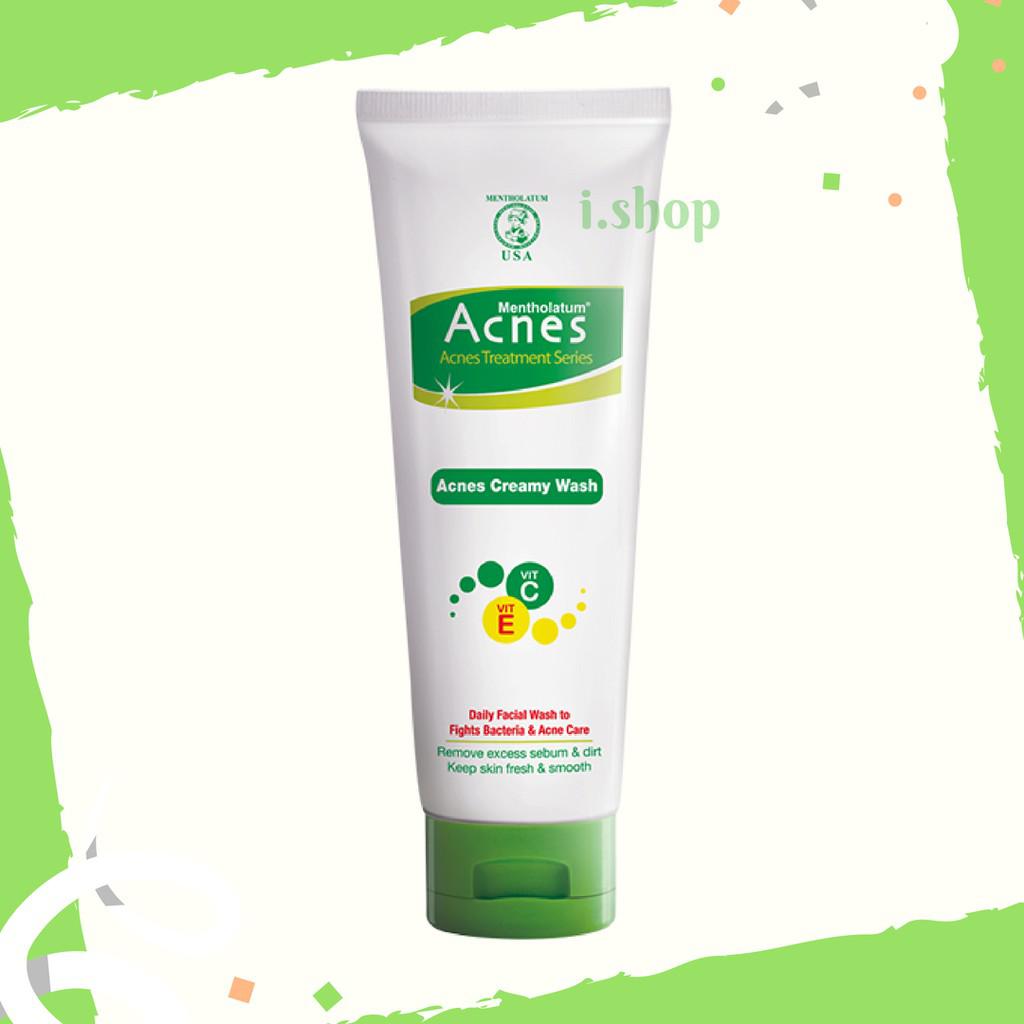 MENTHOLATUM
i.shop
USA
Mentholatum®
Acnes
Acnes Treatment Series
Acnes Creamy Wash
VIT
C
VIT
E
Daily Facial Wash to
Fights Bacteria & Acne Care
Remove excess sebum & dirt
Keep skin fresh & smooth